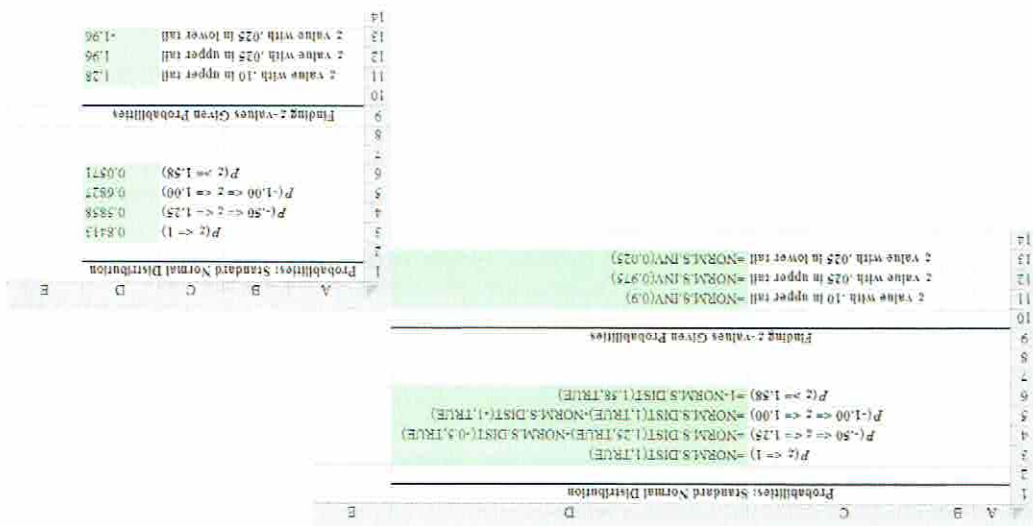 A B C D E
1 Probabilities: Standard Normal Distribution
2
3 P(z <= 1) =NORM.S.DIST(1,TRUE)
4 P(-.50 <= z <= 1.25) =NORM.S.DIST(1.25,TRUE)-NORM.S.DIST(-0.5,TRUE)
5 P(-1.00 <= z <= 1.00) =NORM.S.DIST(1,TRUE)-NORM.S.DIST(-1,TRUE)
6 P(z >= 1.58) =1-NORM.S.DIST(1.58,TRUE)
7
8
9 Finding z-values Given Probabilities
10
11 z value with .10 in upper tail =NORM.S.INV(0.9)
12 z value with .025 in upper tail =NORM.S.INV(0.975)
13 z value with .025 in lower tail =NORM.S.INV(0.025)
14
A B C D E
1 Probabilities: Standard Normal Distribution
2
3 P(z <= 1) 0.8413
4 P(-.50 <= z <= 1.25) 0.5858
5 P(-1.00 <= z <= 1.00) 0.6827
6 P(z >= 1.58) 0.0571
7
8
9 Finding z-values Given Probabilities
10
11 z value with .10 in upper tail 1.28
12 z value with .025 in upper tail 1.96
13 z value with .025 in lower tail -1.96
14